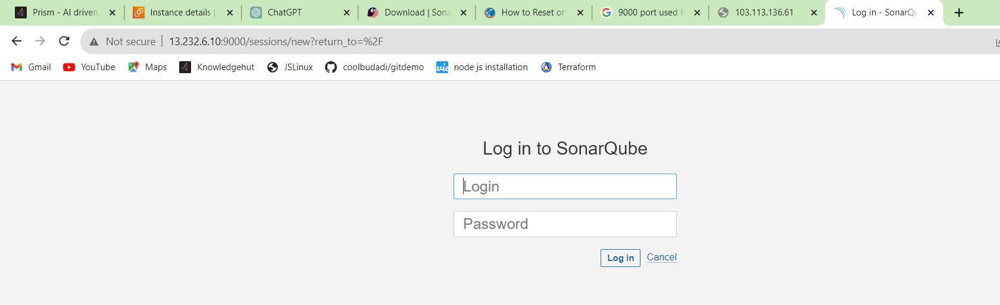 Prism - AI driven, Instance details | ChatGPT Download | Sona How to Reset or 9000 port used f 103.113.136.61 Log in - SonarQu
Not secure | 13.232.6.10:9000/sessions/new?return_to=%2F
Gmail YouTube Maps Knowledgehut JSLinux coolbudadi/gitdemo node js installation Terraform
Log in to SonarQube
Login
Password
Log in Cancel